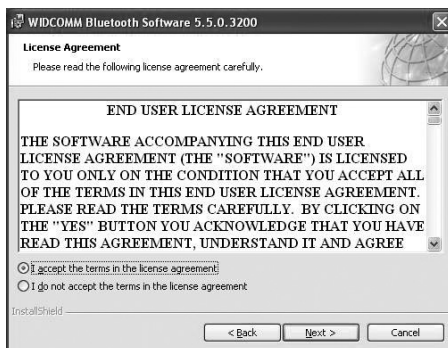 WIDCOMM Bluetooth Software 5.5.0.3200
License Agreement
Please read the following license agreement carefully.
END USER LICENSE AGREEMENT
THE SOFTWARE ACCOMPANYING THIS END USER
LICENSE AGREEMENT (THE "SOFTWARE") IS LICENSED
TO YOU ONLY ON THE CONDITION THAT YOU ACCEPT ALL
OF THE TERMS IN THIS END USER LICENSE AGREEMENT.
PLEASE READ THE TERMS CAREFULLY.  BY CLICKING ON
THE "YES" BUTTON YOU ACKNOWLEDGE THAT YOU HAVE
READ THIS AGREEMENT, UNDERSTAND IT AND AGREE
I accept the terms in the license agreement
I do not accept the terms in the license agreement
InstallShield
< Back Next > Cancel